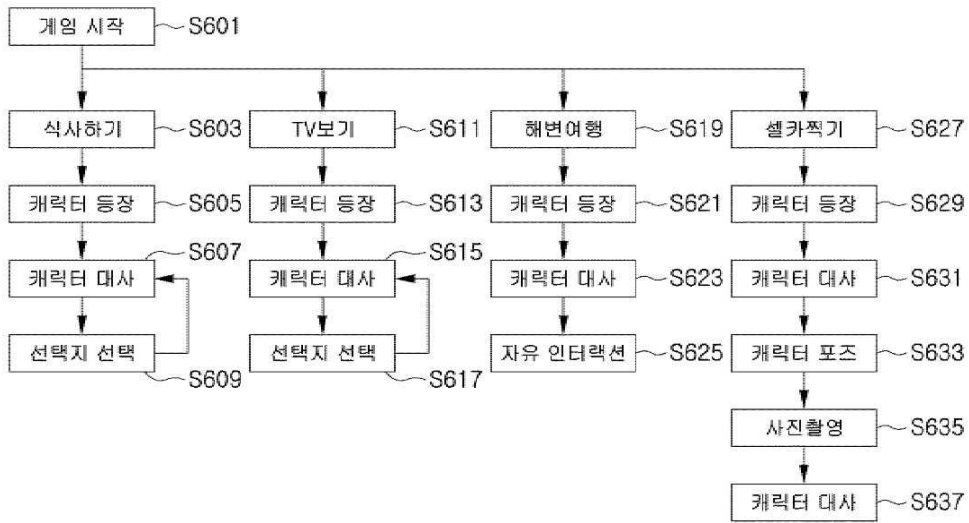 게임 시작 S601
식사하기 S603 TV보기 S611 해변여행 S619 셀카찍기 S627
캐릭터 등장 S605 캐릭터 등장 S613 캐릭터 등장 S621 캐릭터 등장 S629
S607 S615
캐릭터 대사 캐릭터 대사 캐릭터 대사 S623 캐릭터 대사 S631
선택지 선택 선택지 선택 자유 인터랙션 S625 캐릭터 포즈 S633
S609 S617
사진촬영 S635
캐릭터 대사 S637